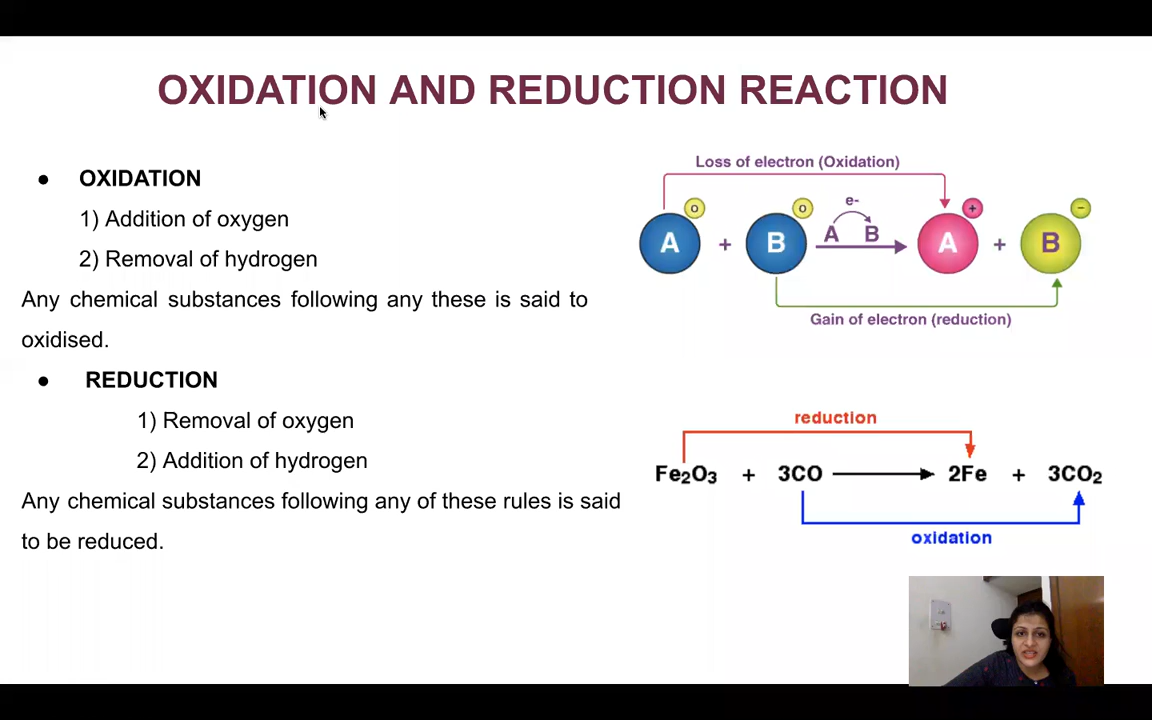 OXIDATION AND REDUCTION REACTION
● OXIDATION
1) Addition of oxygen
2) Removal of hydrogen
Any chemical substances following any these is said to
oxidised.
● REDUCTION
1) Removal of oxygen
2) Addition of hydrogen
Any chemical substances following any of these rules is said
to be reduced.
Loss of electron (Oxidation)
o o e- + −
A + B A B A + B
Gain of electron (reduction)
reduction
Fe₂O₃ + 3CO ⟶ 2Fe + 3CO₂
oxidation